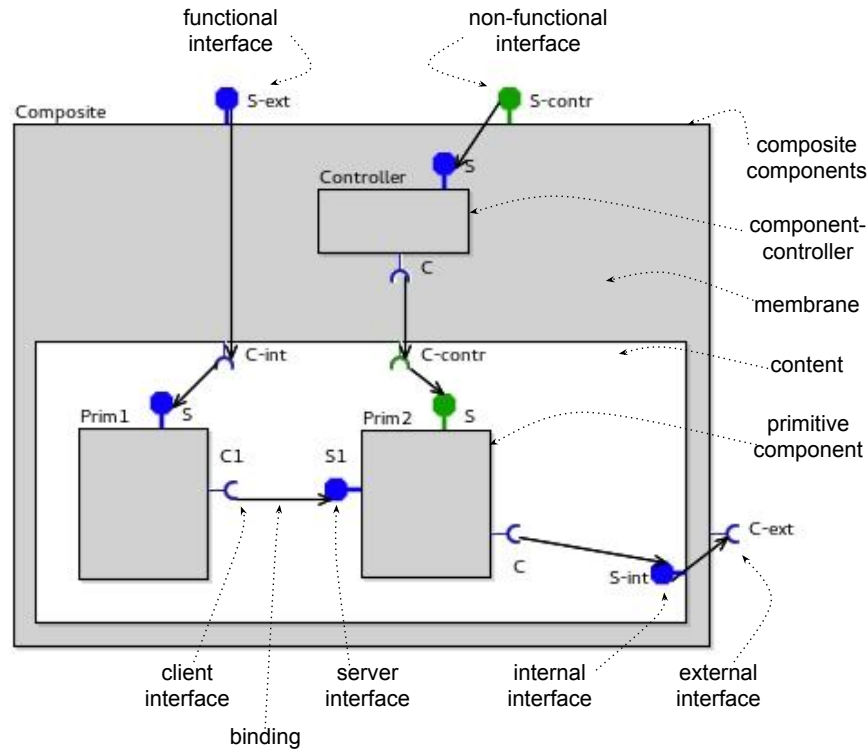 functional
interface
non-functional
interface
S-ext
S-contr
Composite
composite
components
S
Controller
component-
controller
C
membrane
C-int
C-contr
content
Prim1
S
Prim2
S
primitive
component
C1
S1
C-ext
C
S-int
client
interface
server
interface
internal
interface
external
interface
binding